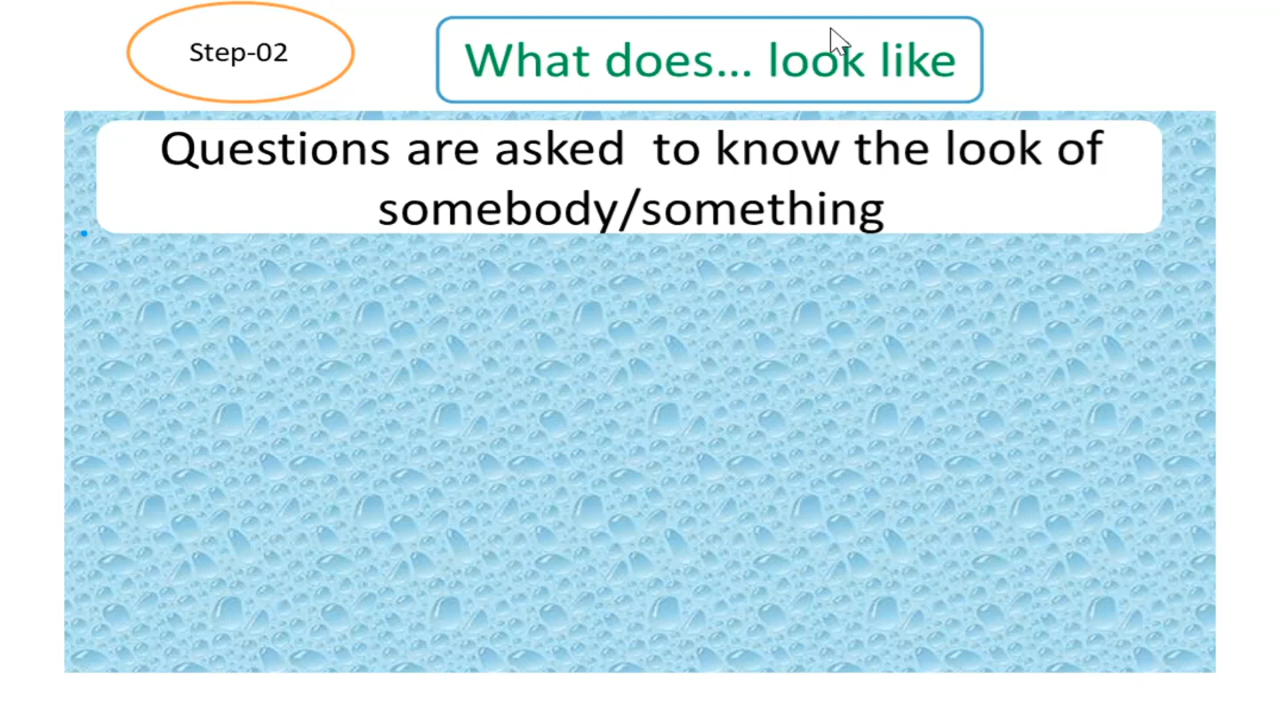 Step-02
What does... look like
Questions are asked to know the look of
somebody/something